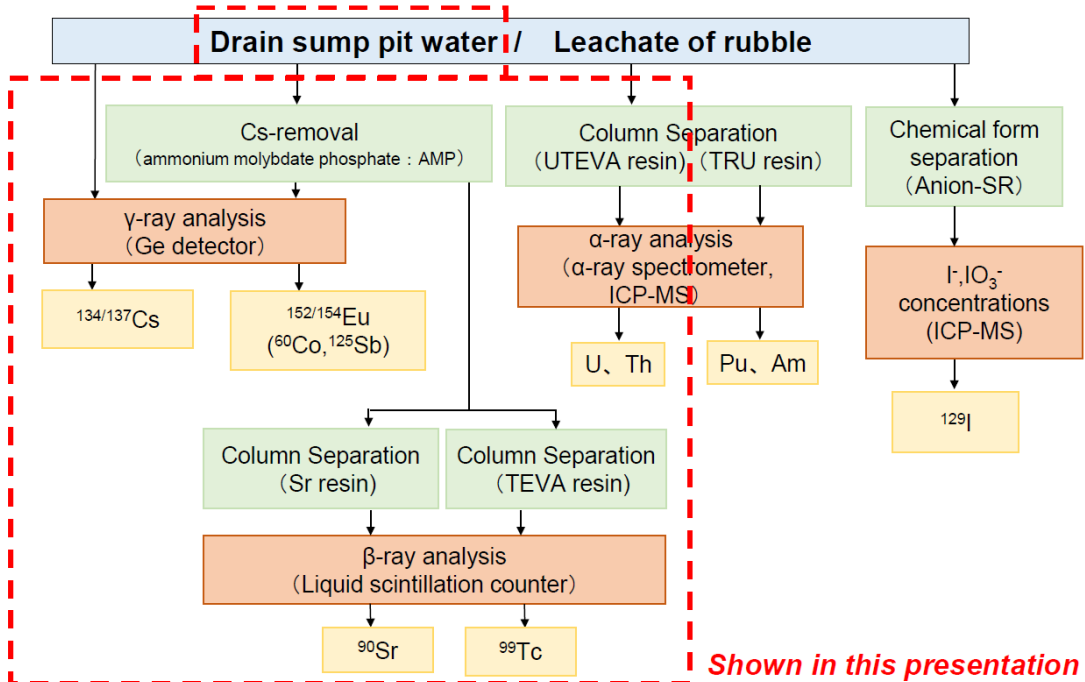 Drain sump pit water / Leachate of rubble
Cs-removal
（ammonium molybdate phosphate：AMP）
Column Separation
（UTEVA resin)、（TRU resin）
Chemical form
separation
（Anion-SR）
γ-ray analysis
（Ge detector）
α-ray analysis
（α-ray spectrometer,
ICP-MS）
I⁻,IO₃⁻
concentrations
(ICP-MS)
¹³⁴/¹³⁷Cs
¹⁵²/¹⁵⁴Eu
(⁶⁰Co,¹²⁵Sb)
U、Th
Pu、Am
¹²⁹I
Column Separation
（Sr resin)
Column Separation
（TEVA resin)
β-ray analysis
（Liquid scintillation counter）
⁹⁰Sr
⁹⁹Tc
Shown in this presentation